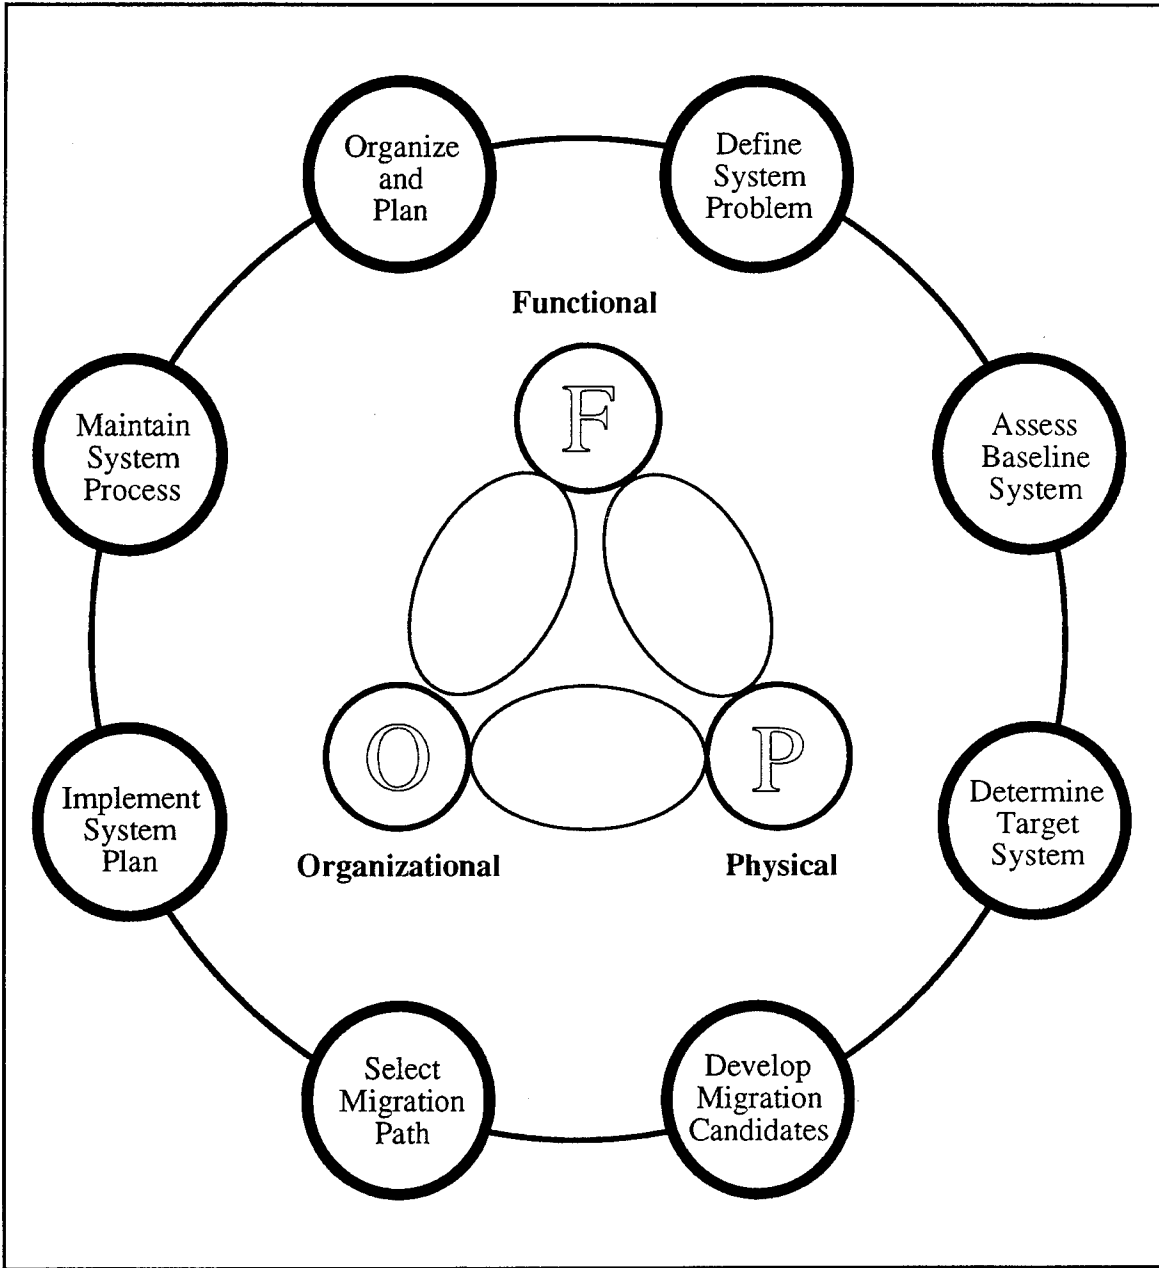 Organize
and
Plan
Define
System
Problem
Functional
F
Maintain
System
Process
Assess
Baseline
System
O
P
Implement
System
Plan
Determine
Target
System
Organizational
Physical
Select
Migration
Path
Develop
Migration
Candidates